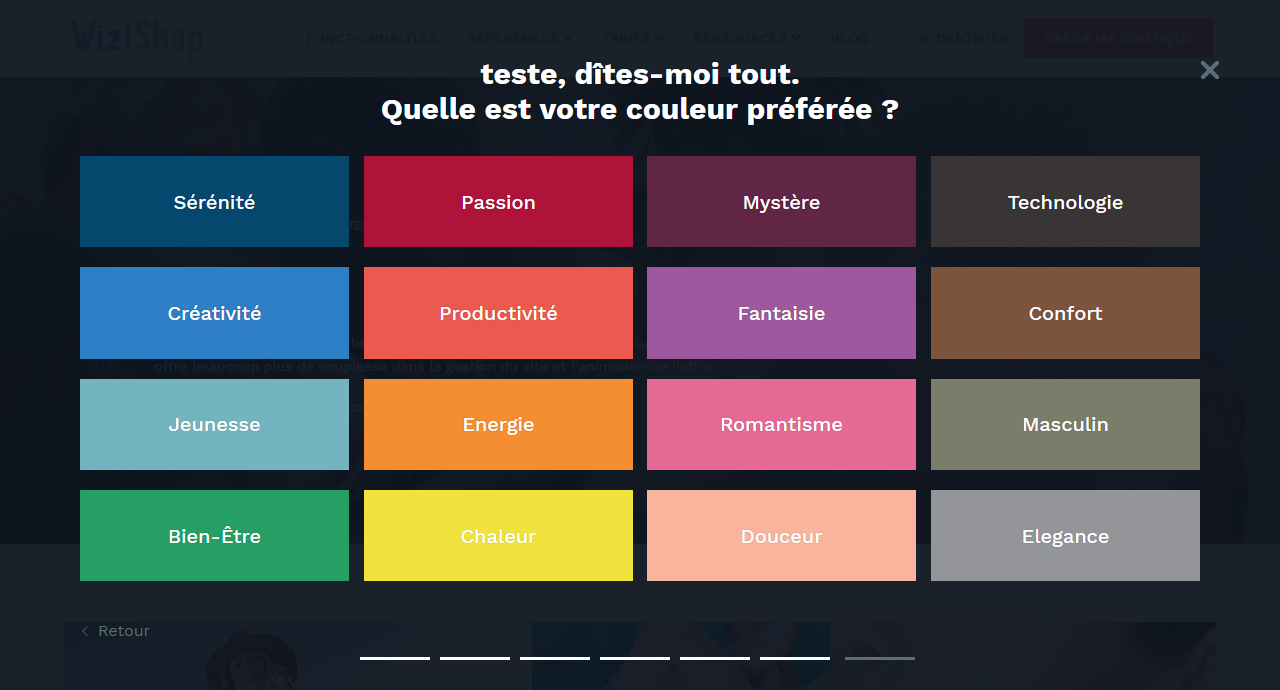 WiziShop
FONCTIONNALITÉS RÉFÉRENCES TARIFS RESSOURCES BLOG S'IDENTIFIER CRÉER MA BOUTIQUE
teste, dîtes-moi tout.
Quelle est votre couleur préférée ?
Sérénité Passion Mystère Technologie
Créativité Productivité Fantaisie Confort
offre beaucoup plus de souplesse dans la gestion du site et l'animation de l'offre.
Jeunesse Energie Romantisme Masculin
Bien-Être Chaleur Douceur Elegance
Retour